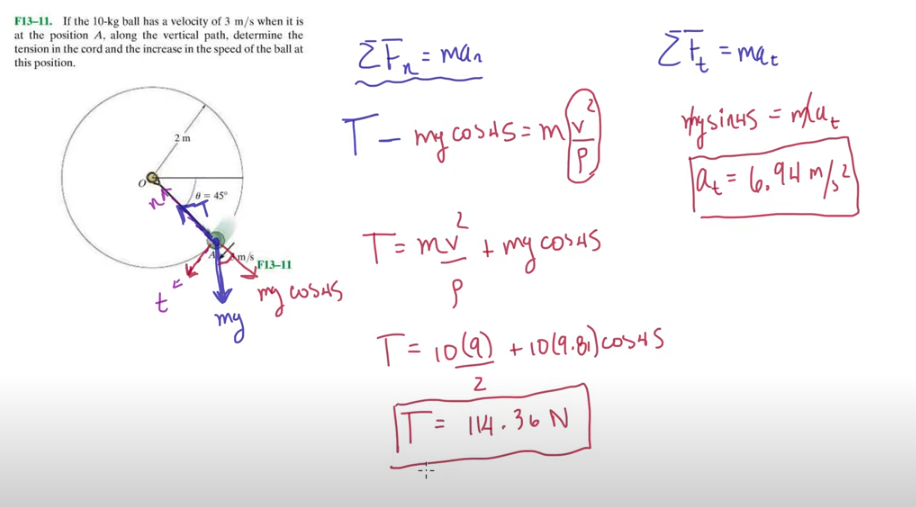 F13–11. If the 10-kg ball has a velocity of 3 m/s when it is
at the position A, along the vertical path, determine the
tension in the cord and the increase in the speed of the ball at
this position.
2 m
O
θ = 45°
n
T
A
m/s
F13–11
t
mg
mg cos45
ΣFn = man
T - mg cos45 = m v²/ρ
T = mv²/ρ + mg cos45
T = 10(9)/2 + 10(9.81)cos45
T = 114.36 N
ΣFt = mat
mg sin45 = mat
at = 6.94 m/s²